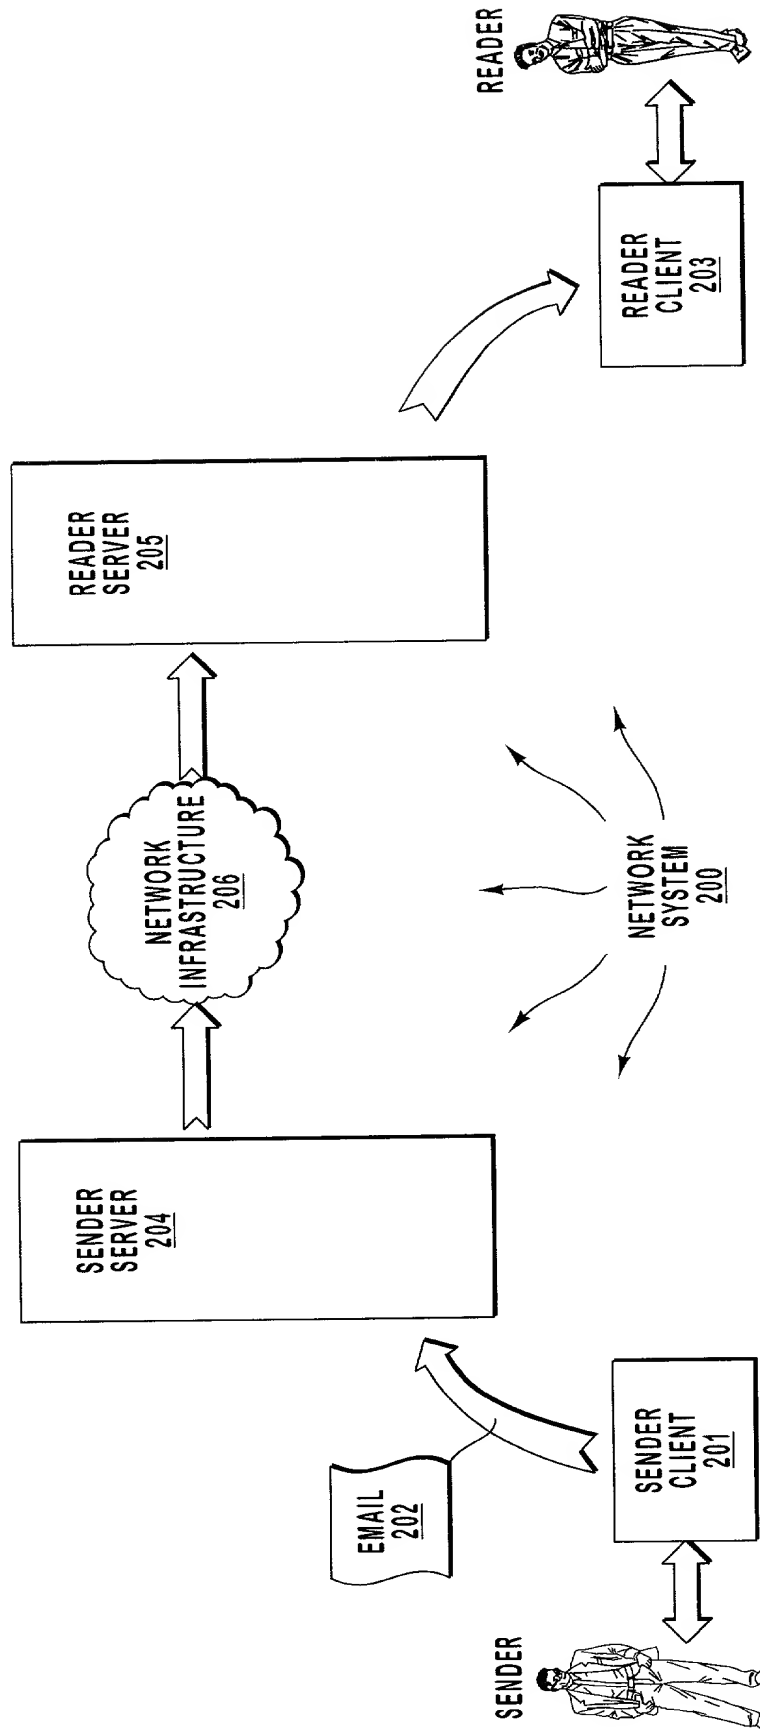 SENDER
SENDER
CLIENT
201
EMAIL
202
SENDER
SERVER
204
NETWORK
INFRASTRUCTURE
206
NETWORK
SYSTEM
200
READER
SERVER
205
READER
CLIENT
203
READER